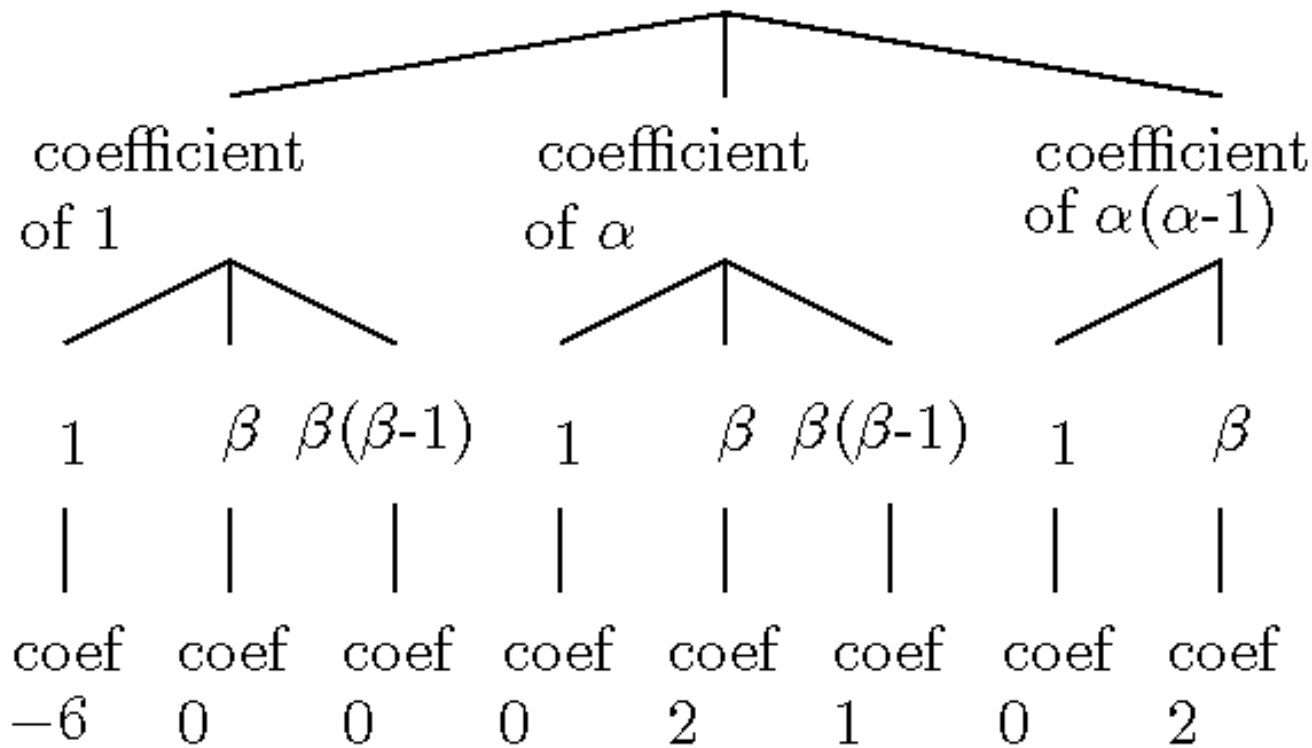 coefficient coefficient coefficient
of 1 of α of α(α-1)
1 β β(β-1) 1 β β(β-1) 1 β
coef coef coef coef coef coef coef coef
−6 0 0 0 2 1 0 2